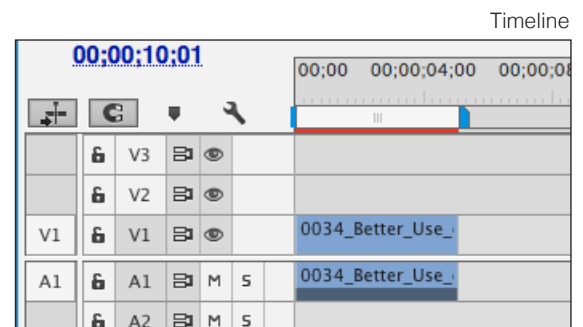 Timeline
00;00;10;01
00;00 00;00;04;00 00;00;08
V3
V2
V1 V1 0034_Better_Use_
A1 A1 M S 0034_Better_Use_
A2 M S